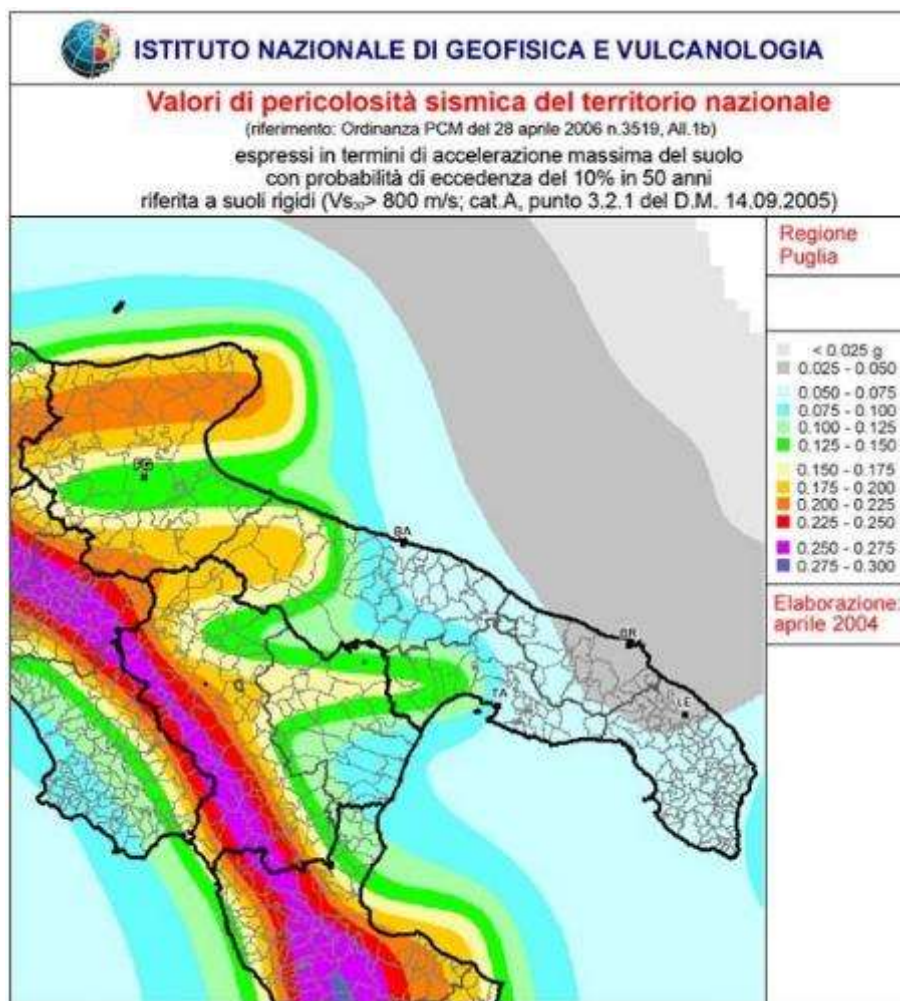 ISTITUTO NAZIONALE DI GEOFISICA E VULCANOLOGIA
Valori di pericolosità sismica del territorio nazionale
(riferimento: Ordinanza PCM del 28 aprile 2006 n.3519, All.1b)
espressi in termini di accelerazione massima del suolo
con probabilità di eccedenza del 10% in 50 anni
riferita a suoli rigidi (Vs₃₀> 800 m/s; cat.A, punto 3.2.1 del D.M. 14.09.2005)
Regione
Puglia
< 0.025 g
0.025 - 0.050
0.050 - 0.075
0.075 - 0.100
0.100 - 0.125
0.125 - 0.150
0.150 - 0.175
0.175 - 0.200
0.200 - 0.225
0.225 - 0.250
0.250 - 0.275
0.275 - 0.300
Elaborazione:
aprile 2004
FG
BA
BR
TA
LE